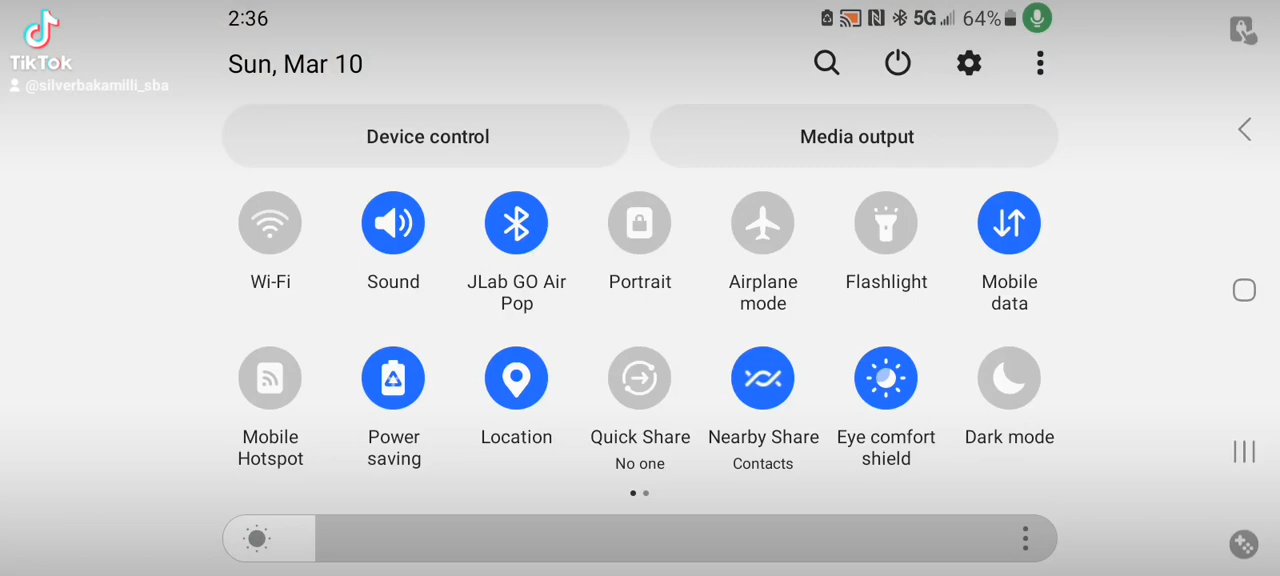 TikTok
@silverbakamilli_sba
2:36
5G 64%
Sun, Mar 10
Device control
Media output
Wi-Fi
Sound
JLab GO Air
Pop
Portrait
Airplane
mode
Flashlight
Mobile
data
Mobile
Hotspot
Power
saving
Location
Quick Share
No one
Nearby Share
Contacts
Eye comfort
shield
Dark mode